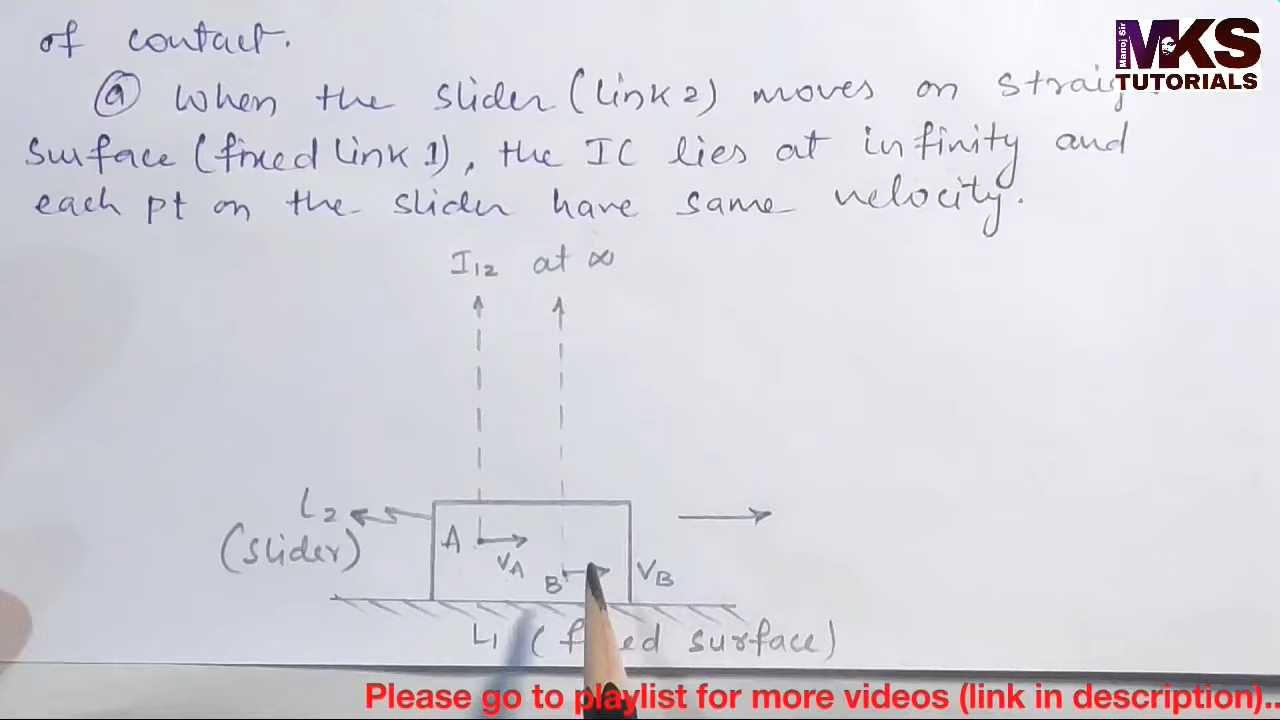 of contact.
Manoj Sir
MKS
TUTORIALS
(a) When the slider (link 2) moves on
surface (fixed link 1), the IC lies at infinity and
each pt on the slider have same velocity.
I12 at ∞
L2
(slider)
A
VA
B
VB
L1 ( surface)
Please go to playlist for more videos (link in description)..